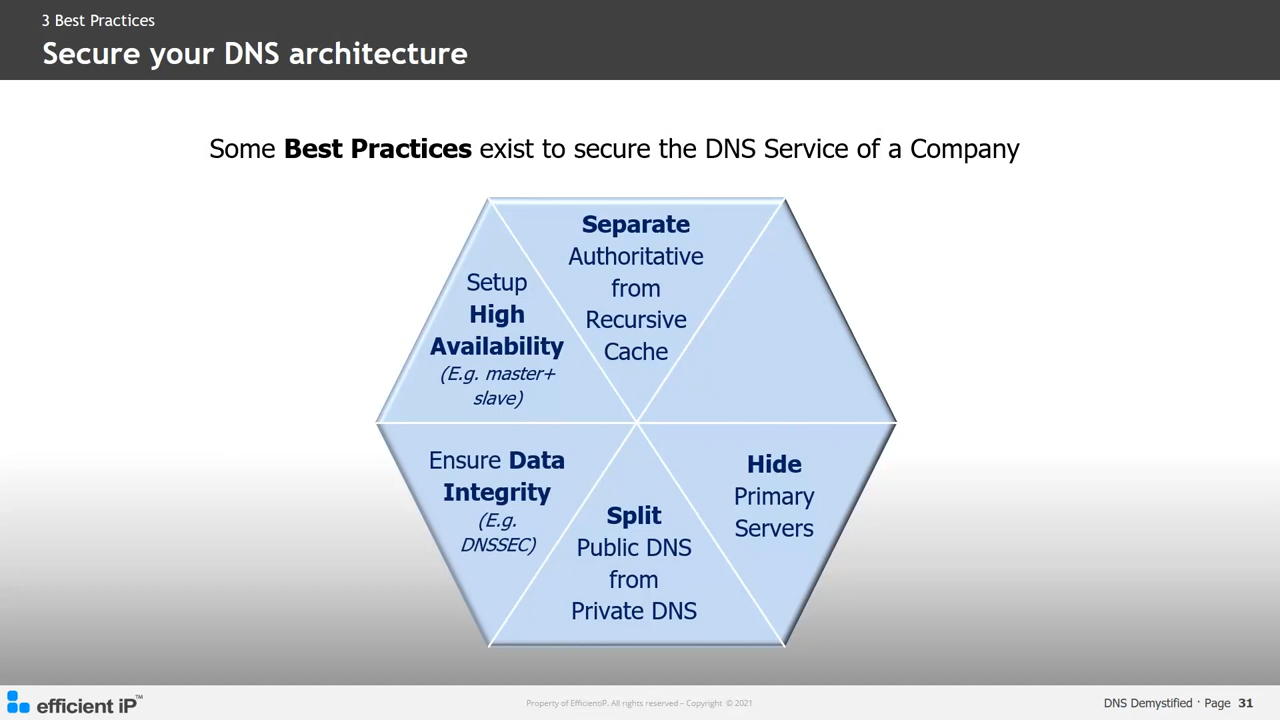 3 Best Practices
Secure your DNS architecture
Some Best Practices exist to secure the DNS Service of a Company
Setup
High
Availability
(E.g. master+
slave)
Separate
Authoritative
from
Recursive
Cache
Ensure Data
Integrity
(E.g.
DNSSEC)
Split
Public DNS
from
Private DNS
Hide
Primary
Servers
efficient iP™
Property of EfficientiP. All rights reserved – Copyright © 2021
DNS Demystified · Page 31